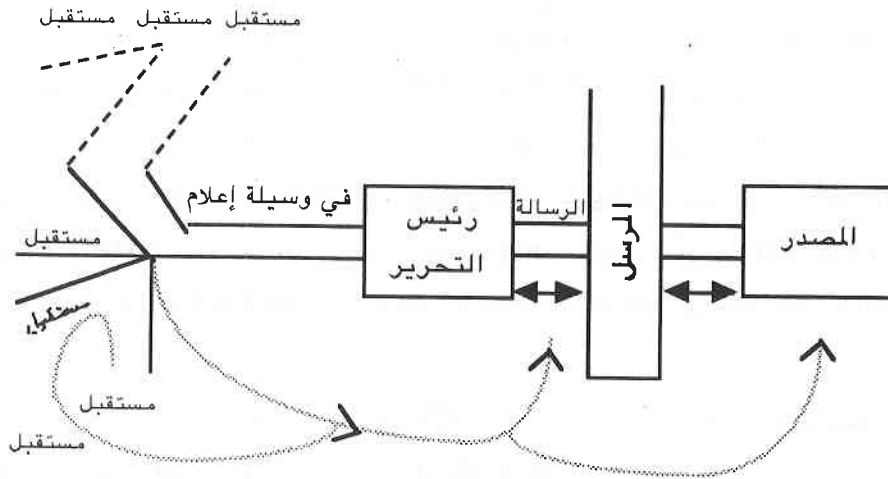 مستقبل مستقبل مستقبل
في وسيلة إعلام
رئيس
التحرير
الرسالة
المرسل
المصدر
مستقبل
مستقبل
مستقبل
مستقبل